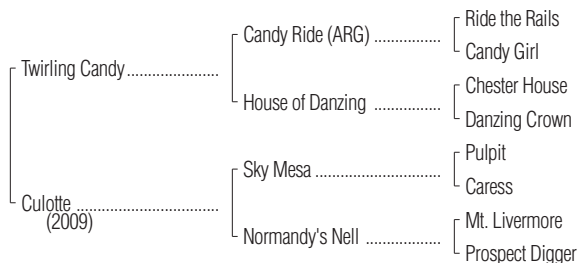 Ride the Rails
Candy Ride (ARG) ..................
Candy Girl
Twirling Candy ......................
Chester House
House of Danzing ................
Danzing Crown
Pulpit
Sky Mesa ..............................
Caress
Culotte ..................................
(2009)
Mt. Livermore
Normandy's Nell ..................
Prospect Digger